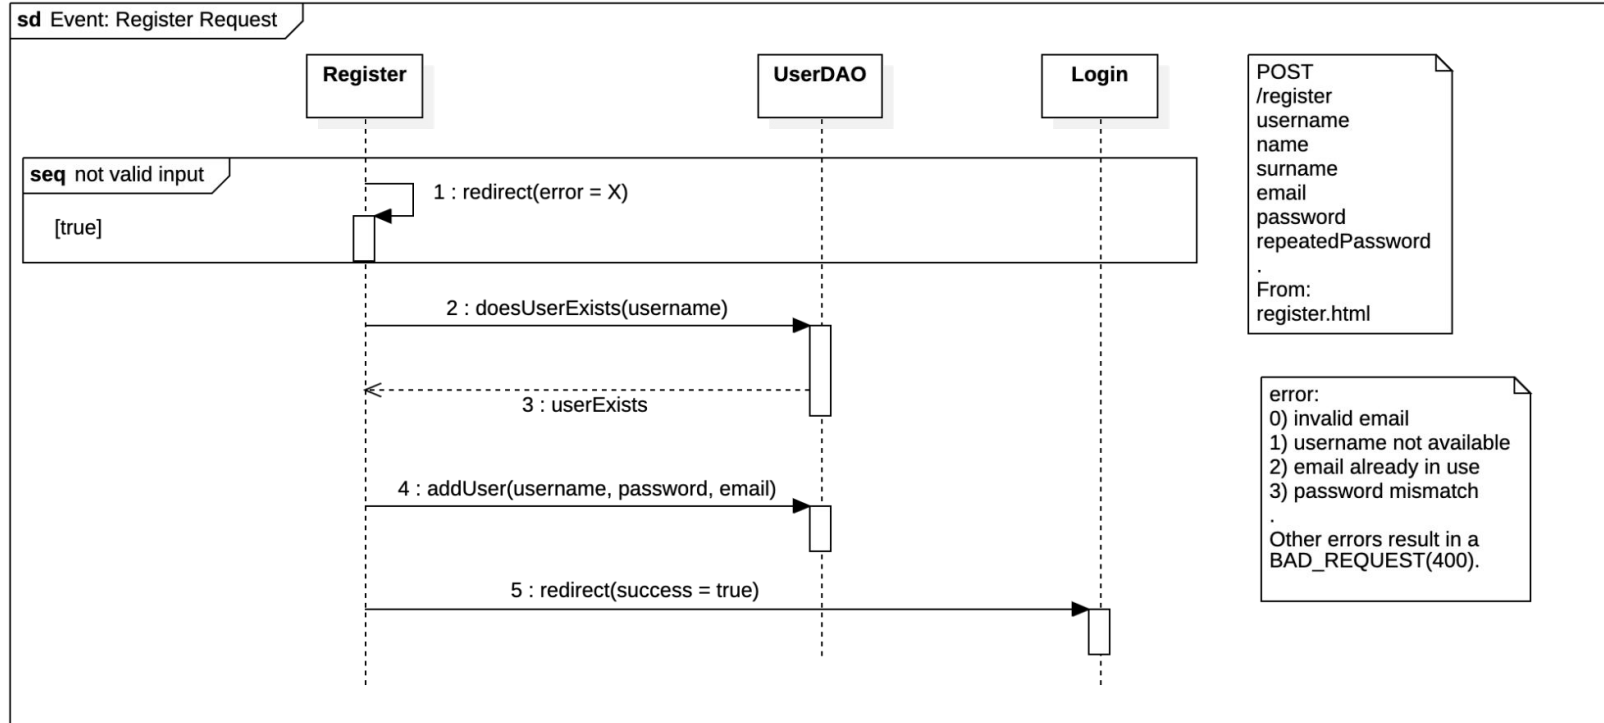 sd Event: Register Request
Register
UserDAO
Login
POST
/register
username
name
surname
email
password
repeatedPassword
.
From:
register.html
seq not valid input
[true]
1 : redirect(error = X)
2 : doesUserExists(username)
3 : userExists
4 : addUser(username, password, email)
5 : redirect(success = true)
error:
0) invalid email
1) username not available
2) email already in use
3) password mismatch
.
Other errors result in a
BAD_REQUEST(400).